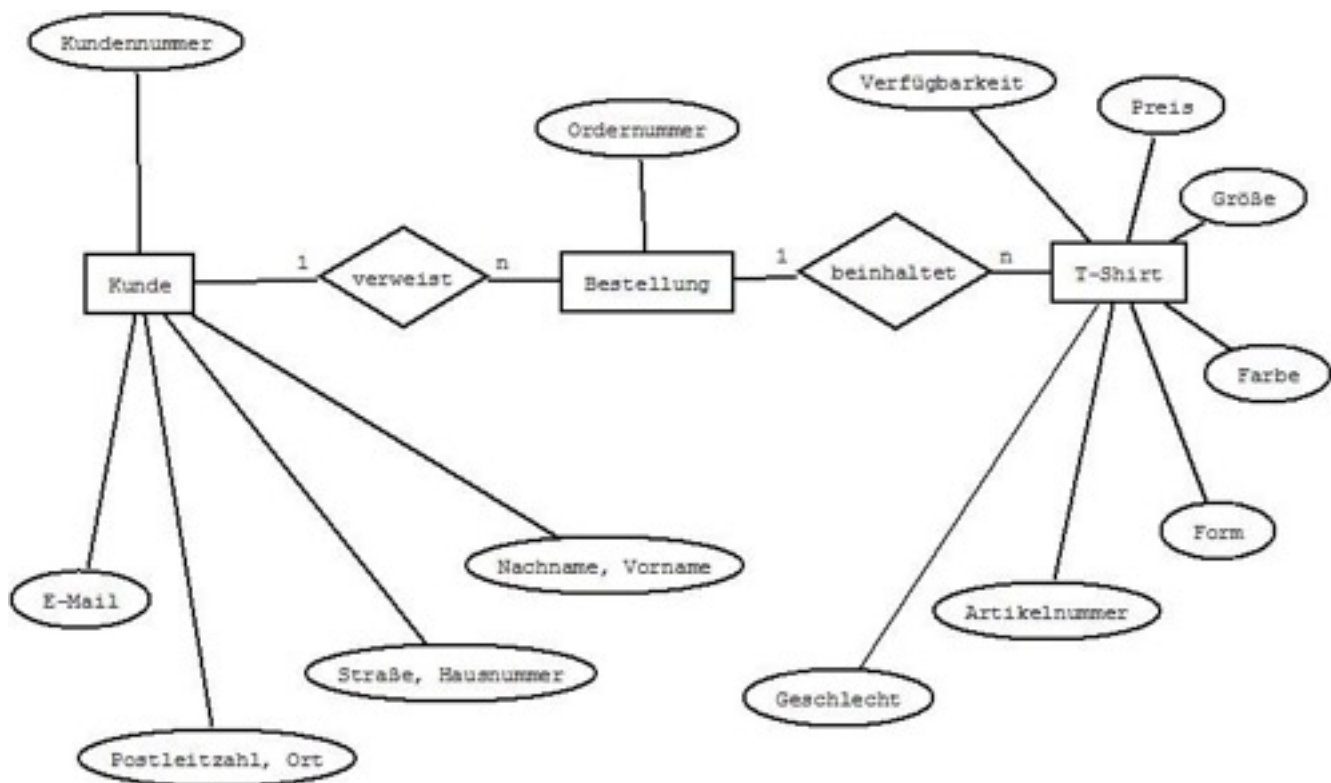 Kundennummer
Verfügbarkeit
Preis
Ordernummer
Größe
Kunde
1
verweist
n
Bestellung
1
beinhaltet
n
T-Shirt
Farbe
Form
Nachname, Vorname
E-Mail
Artikelnummer
Straße, Hausnummer
Geschlecht
Postleitzahl, Ort